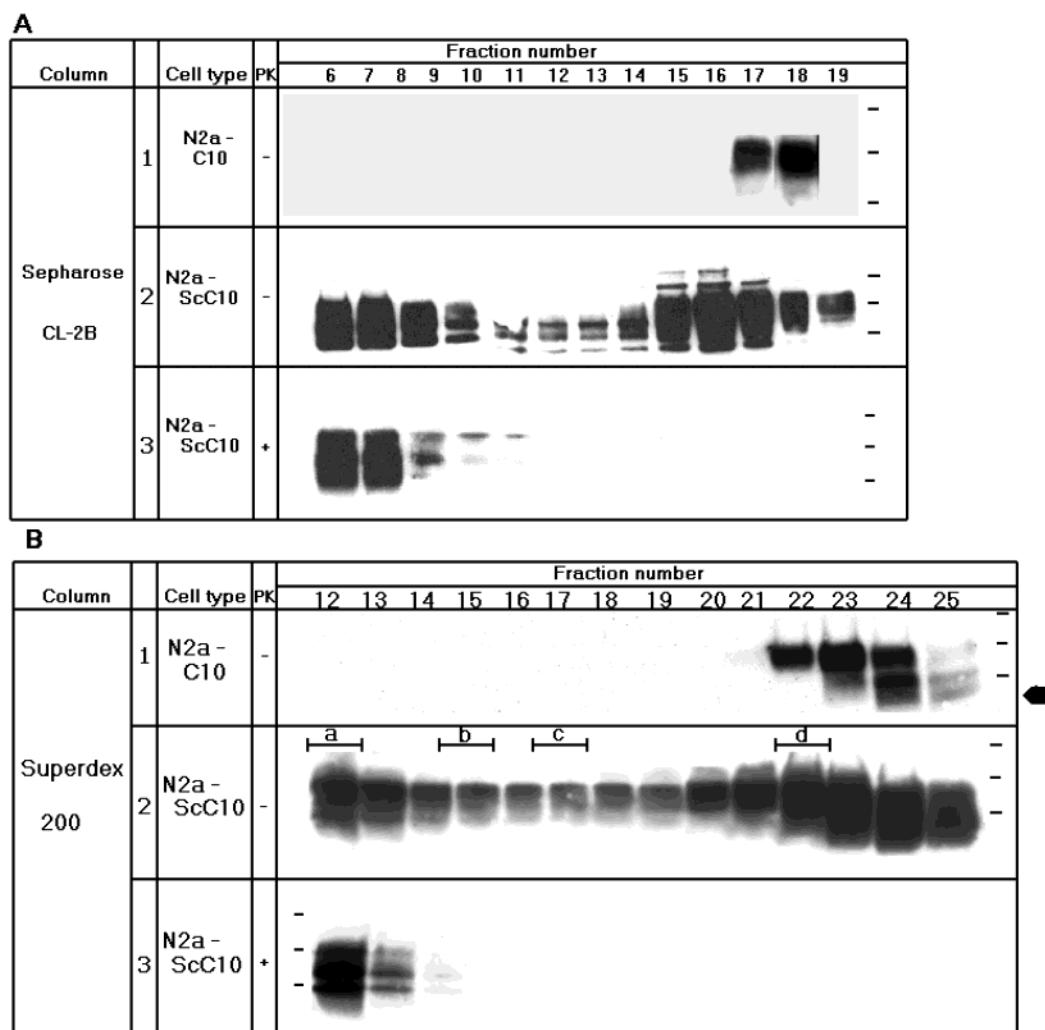 A
Fraction number
Column Cell type PK 6 7 8 9 10 11 12 13 14 15 16 17 18 19
Sepharose
CL-2B
1 N2a -
C10 -
2 N2a -
ScC10 -
3 N2a -
ScC10 +
B
Fraction number
Column Cell type PK 12 13 14 15 16 17 18 19 20 21 22 23 24 25
Superdex
200
1 N2a -
C10 -
a b c d
2 N2a -
ScC10 -
3 N2a -
ScC10 +